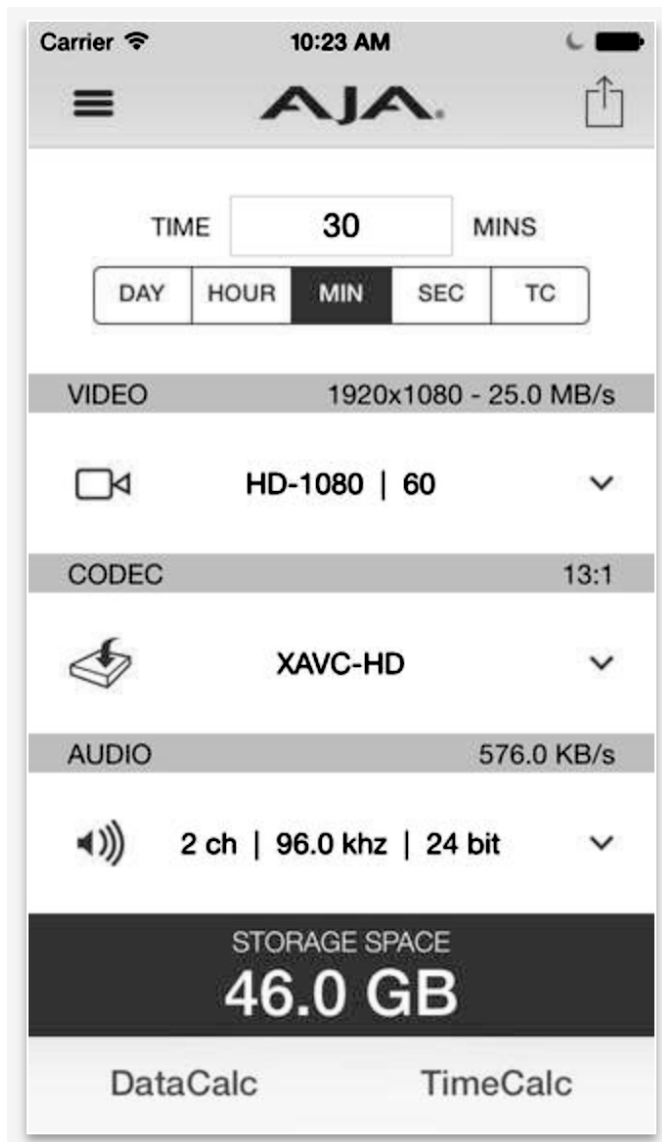 Carrier 10:23 AM
AJA.
TIME 30 MINS
DAY HOUR MIN SEC TC
VIDEO 1920x1080 - 25.0 MB/s
HD-1080 | 60
CODEC 13:1
XAVC-HD
AUDIO 576.0 KB/s
2 ch | 96.0 khz | 24 bit
STORAGE SPACE
46.0 GB
DataCalc TimeCalc